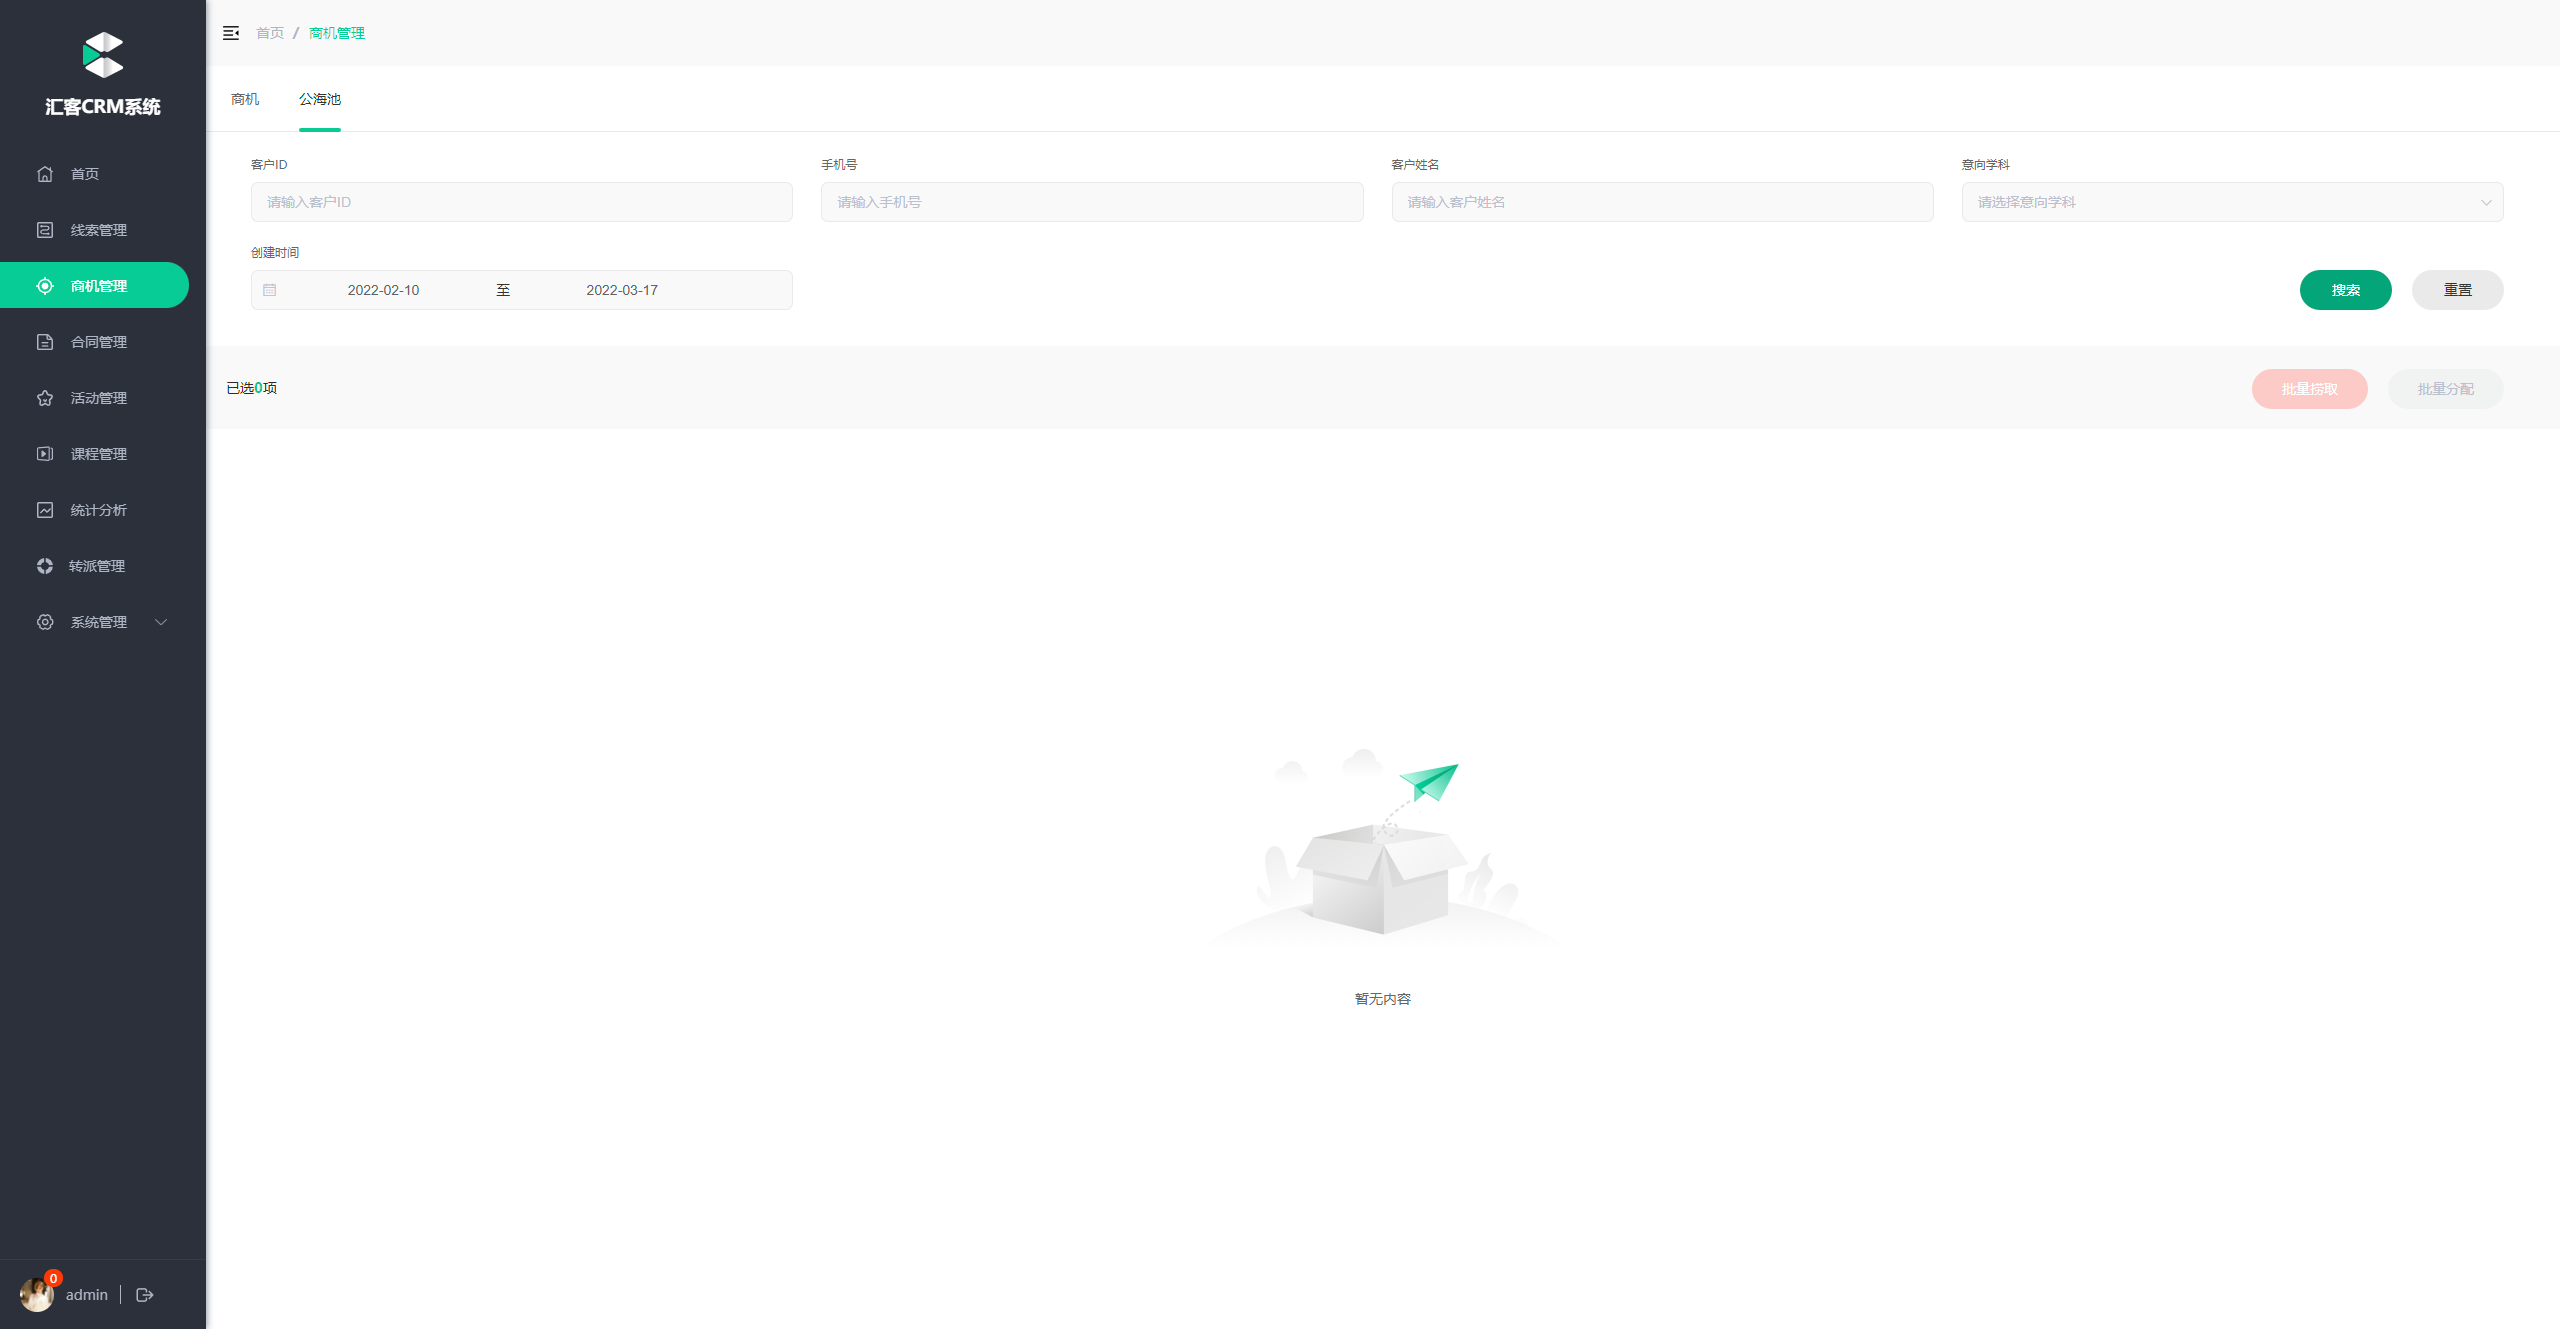 汇客CRM系统
首页
线索管理
商机管理
合同管理
活动管理
课程管理
统计分析
转派管理
系统管理
0
admin
首页 / 商机管理
商机 公海池
客户ID 手机号 客户姓名 意向学科
请输入客户ID 请输入手机号 请输入客户姓名 请选择意向学科
创建时间
2022-02-10 至 2022-03-17 搜索 重置
已选0项 批量捞取 批量分配
暂无内容